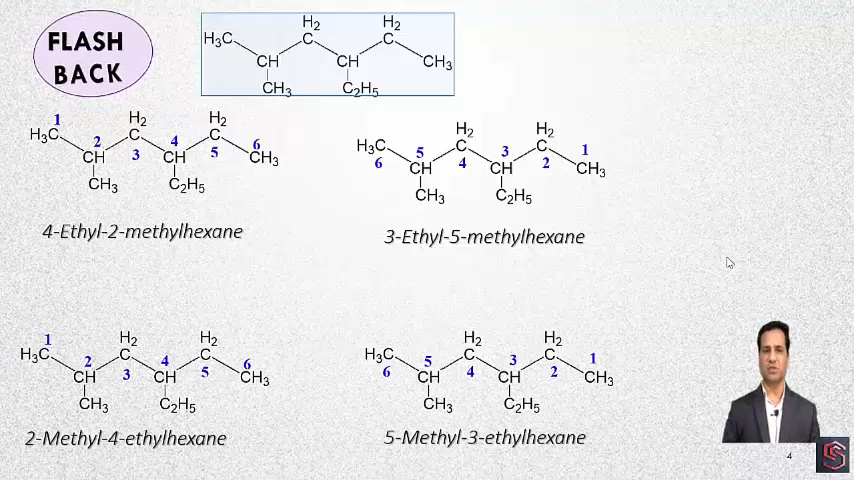 FLASH
BACK
H₂ H₂
H₃C
CH CH CH₃
CH₃ C₂H₅
1 H₂ H₂
H₃C 2 4 6
3 5
CH CH₃
CH₃ C₂H₅
4-Ethyl-2-methylhexane
H₂ H₂
H₃C 5 3 1
6 4 2
CH CH CH₃
CH₃ C₂H₅
3-Ethyl-5-methylhexane
1 H₂ H₂
H₃C 2 4 6
3 5
CH CH CH₃
CH₃ C₂H₅
2-Methyl-4-ethylhexane
H₂ H₂
H₃C 5 3 1
6 4 2
CH CH CH₃
CH₃ C₂H₅
5-Methyl-3-ethylhexane
4